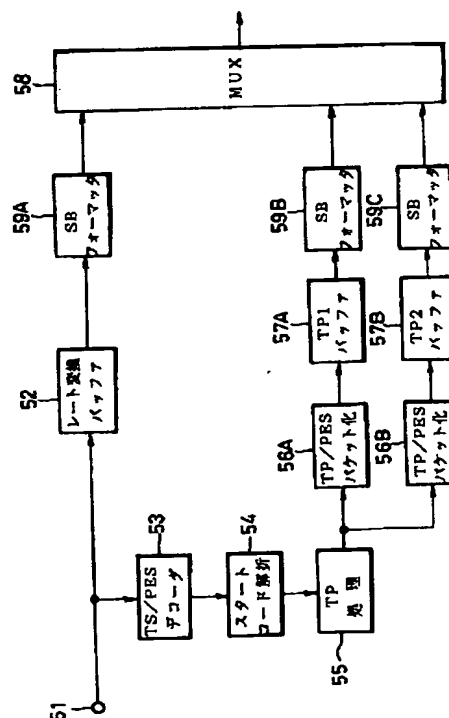 51
52
レート変換
バッファ
59A
SB
フォーマッタ
58
MUX
53
TS/PES
デコーダ
54
スタート
コード解析
55
TP
処理
56A
TP/PES
パケット化
57A
TP1
バッファ
59B
SB
フォーマッタ
56B
TP/PES
パケット化
57B
TP2
バッファ
59C
SB
フォーマッタ